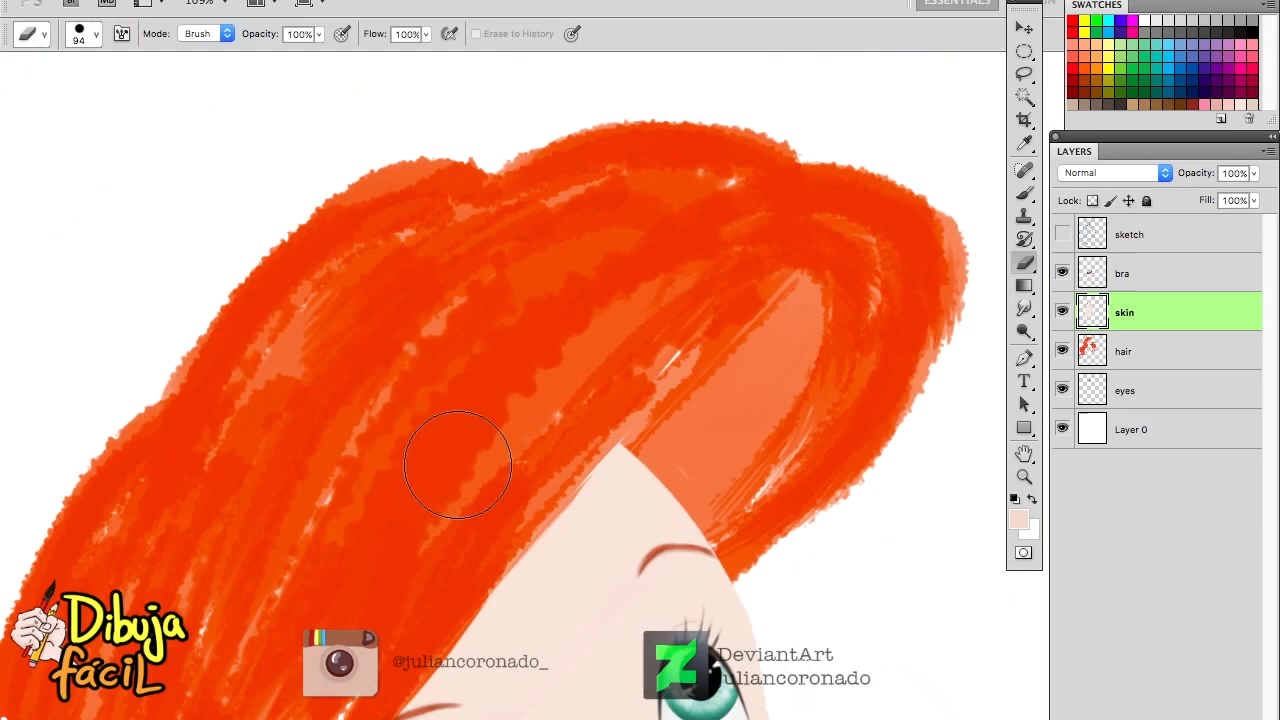 109%
ESSENTIALS
94
Mode: Brush Opacity: 100% Flow: 100% Erase to History
SWATCHES
LAYERS
Normal Opacity: 100%
Lock: Fill: 100%
sketch
bra
skin
hair
eyes
Layer 0
Dibuja
fácil
@juliancoronado_
DeviantArt
juliancoronado